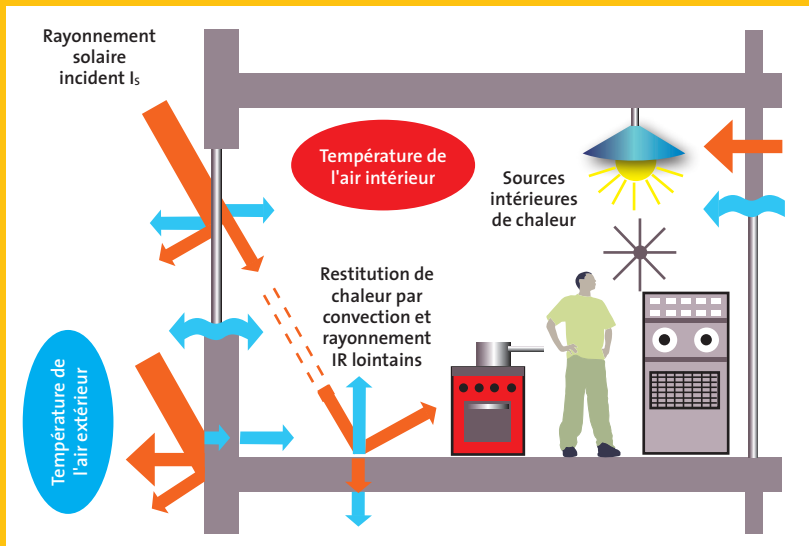 Rayonnement
solaire
incident Is
Température de
l'air intérieur
Sources
intérieures
de chaleur
Restitution de
chaleur par
convection et
rayonnement
IR lointains
Température de
l'air extérieur